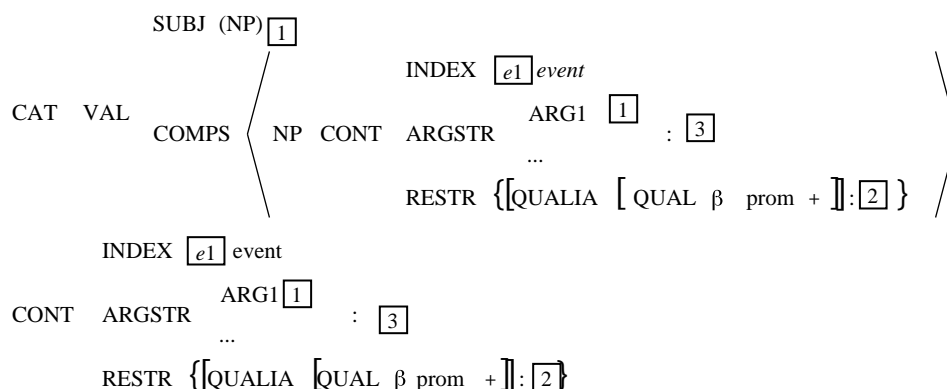 SUBJ (NP) 1
INDEX e1 event
CAT VAL COMPS ⟨ NP CONT ARGSTR ARG1 1 : 3 ⟩
...
RESTR {[QUALIA [ QUAL β prom + ]]: 2 }
INDEX e1 event
CONT ARGSTR ARG1 1 : 3
...
RESTR {[QUALIA [QUAL β prom + ]]: 2}